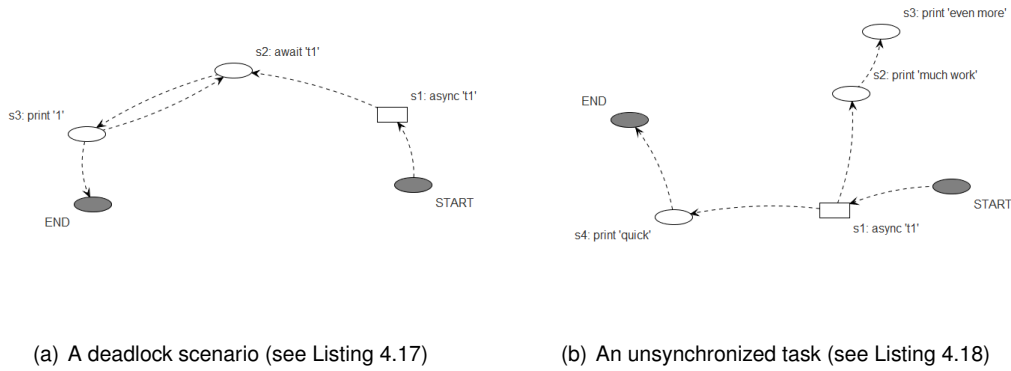 s2: await 't1'
s1: async 't1'
s3: print '1'
START
END
(a) A deadlock scenario (see Listing 4.17)
s3: print 'even more'
s2: print 'much work'
END
START
s1: async 't1'
s4: print 'quick'
(b) An unsynchronized task (see Listing 4.18)